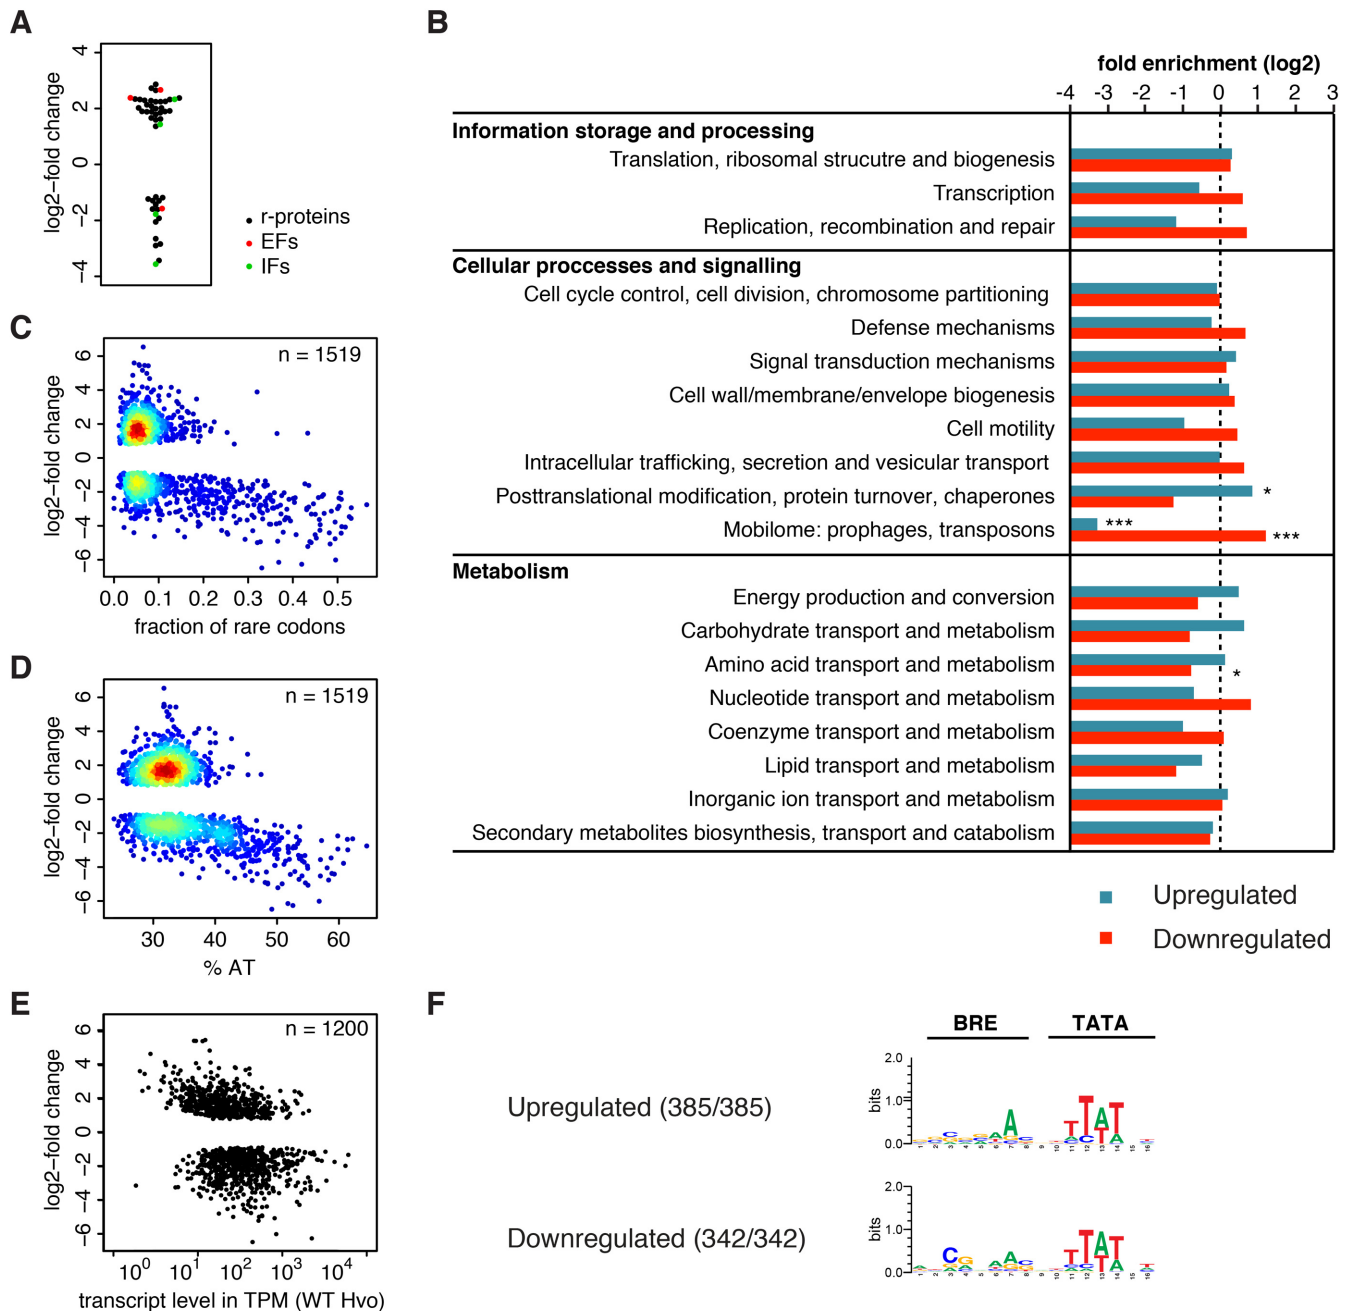 A
log2−fold change
4
2
0
−2
−4
r-proteins
EFs
IFs
B
fold enrichment (log2)
-4 -3 -2 -1 0 1 2 3
Information storage and processing
Translation, ribosomal strucutre and biogenesis
Transcription
Replication, recombination and repair
Cellular proccesses and signalling
Cell cycle control, cell division, chromosome partitioning
Defense mechanisms
Signal transduction mechanisms
Cell wall/membrane/envelope biogenesis
Cell motility
Intracellular trafficking, secretion and vesicular transport
Posttranslational modification, protein turnover, chaperones *
Mobilome: prophages, transposons ***
***
Metabolism
Energy production and conversion
Carbohydrate transport and metabolism
Amino acid transport and metabolism
*
Nucleotide transport and metabolism
Coenzyme transport and metabolism
Lipid transport and metabolism
Inorganic ion transport and metabolism
Secondary metabolites biosynthesis, transport and catabolism
Upregulated
Downregulated
C
n = 1519
log2−fold change
6
4
2
0
−2
−4
−6
0.0 0.1 0.2 0.3 0.4 0.5
fraction of rare codons
D
n = 1519
log2−fold change
6
4
2
0
−2
−4
−6
30 40 50 60
% AT
E
n = 1200
log2−fold change
6
4
2
0
−2
−4
−6
10⁰ 10¹ 10² 10³ 10⁴
transcript level in TPM (WT Hvo)
F
BRE TATA
Upregulated (385/385)
bits
2.0
1.0
0.0
Downregulated (342/342)
bits
2.0
1.0
0.0